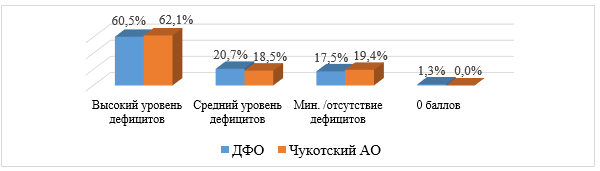 60,5% 62,1%
20,7% 18,5% 17,5% 19,4%
1,3% 0,0%
Высокий уровень дефицитов
Средний уровень дефицитов
Мин. /отсутствие дефицитов
0 баллов
ДФО Чукотский АО